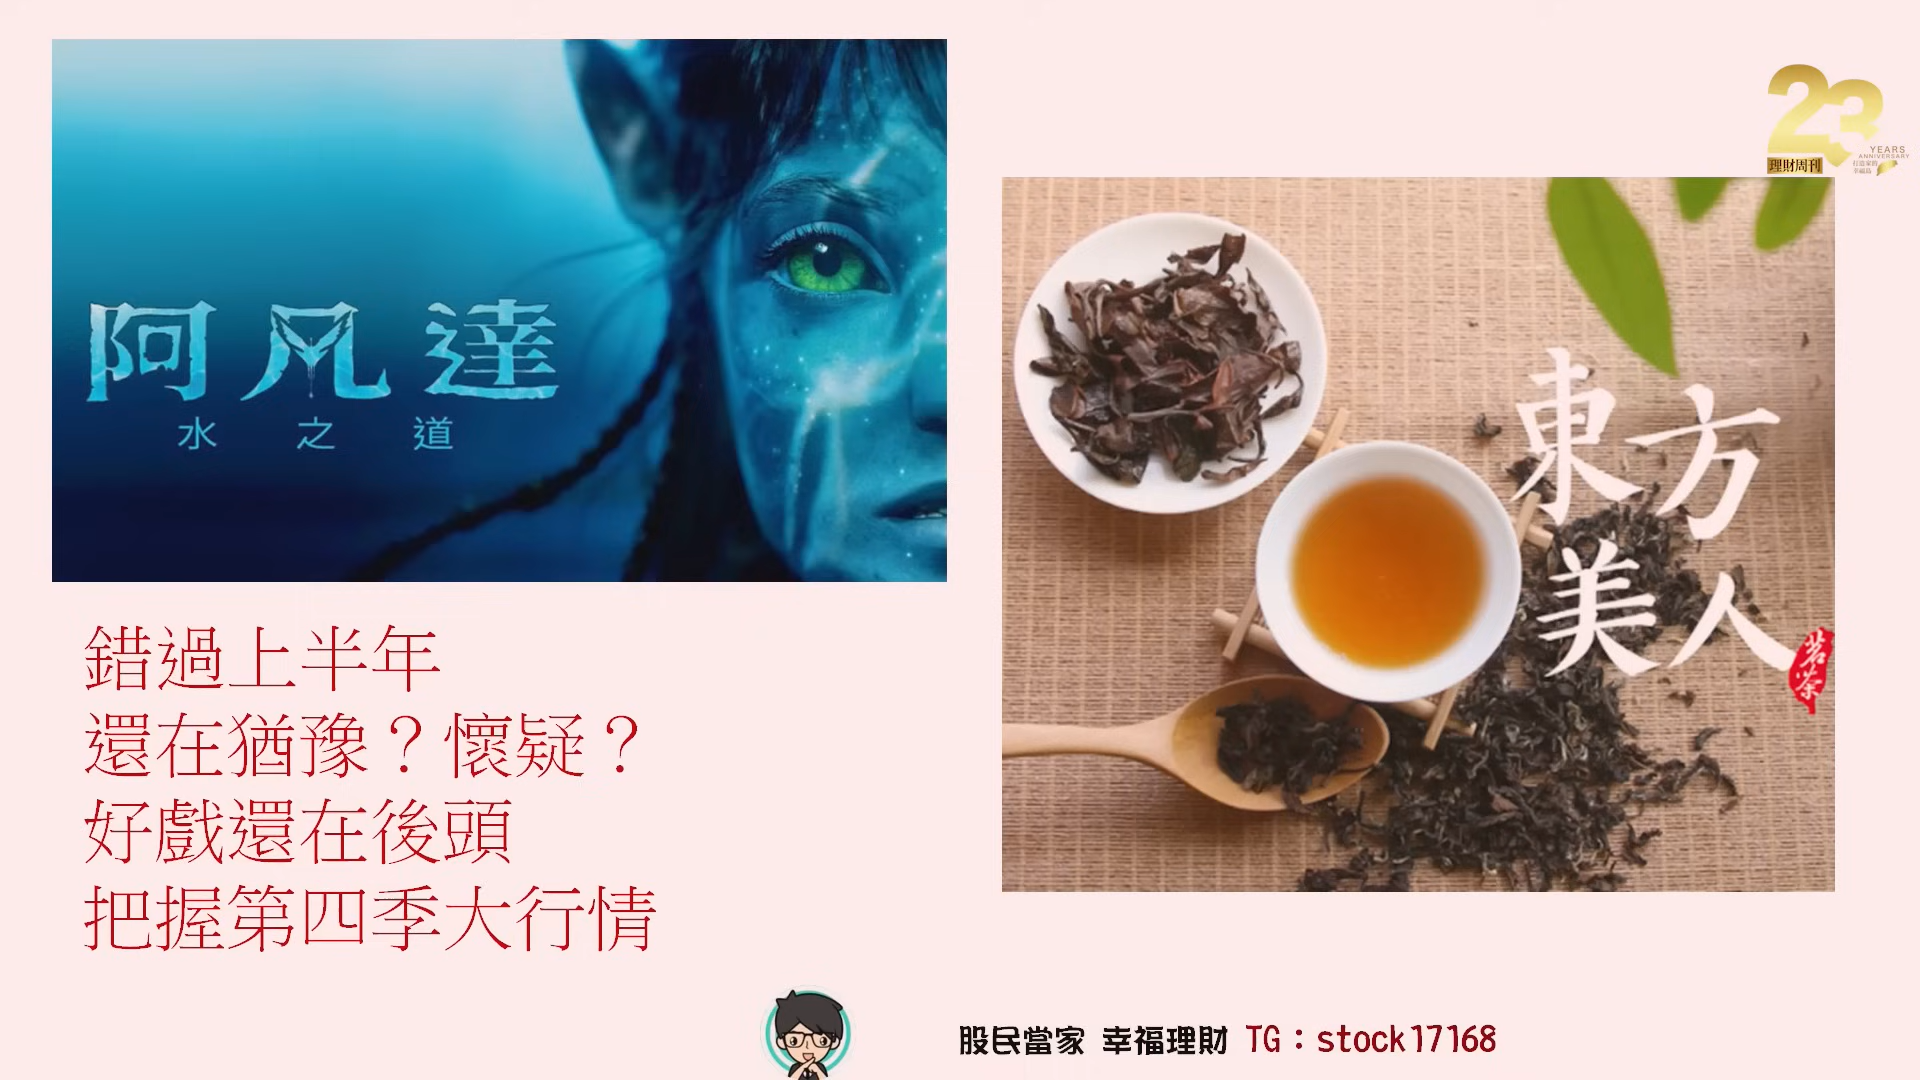 阿凡達
水之道
錯過上半年
還在猶豫？懷疑？
好戲還在後頭
把握第四季大行情
23
YEARS
ANNIVERSARY
理財周刊
東方
美人
茗茶
股民當家 幸福理財 TG：stock17168